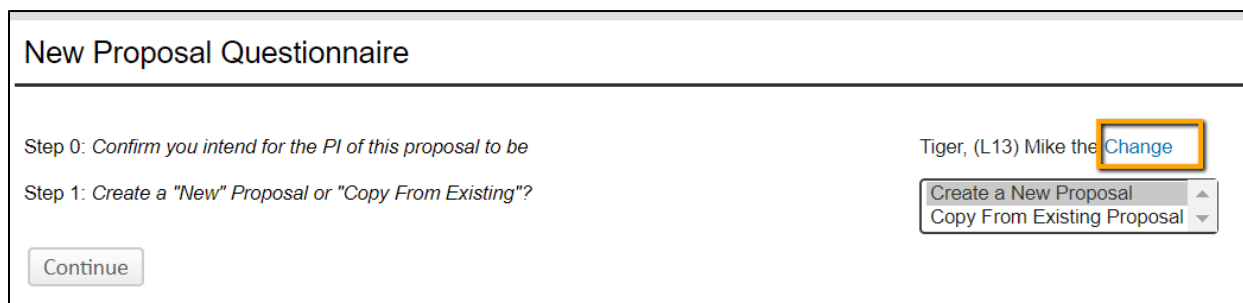 New Proposal Questionnaire
Step 0: Confirm you intend for the PI of this proposal to be Tiger, (L13) Mike the Change
Step 1: Create a "New" Proposal or "Copy From Existing"? Create a New Proposal
Copy From Existing Proposal
Continue